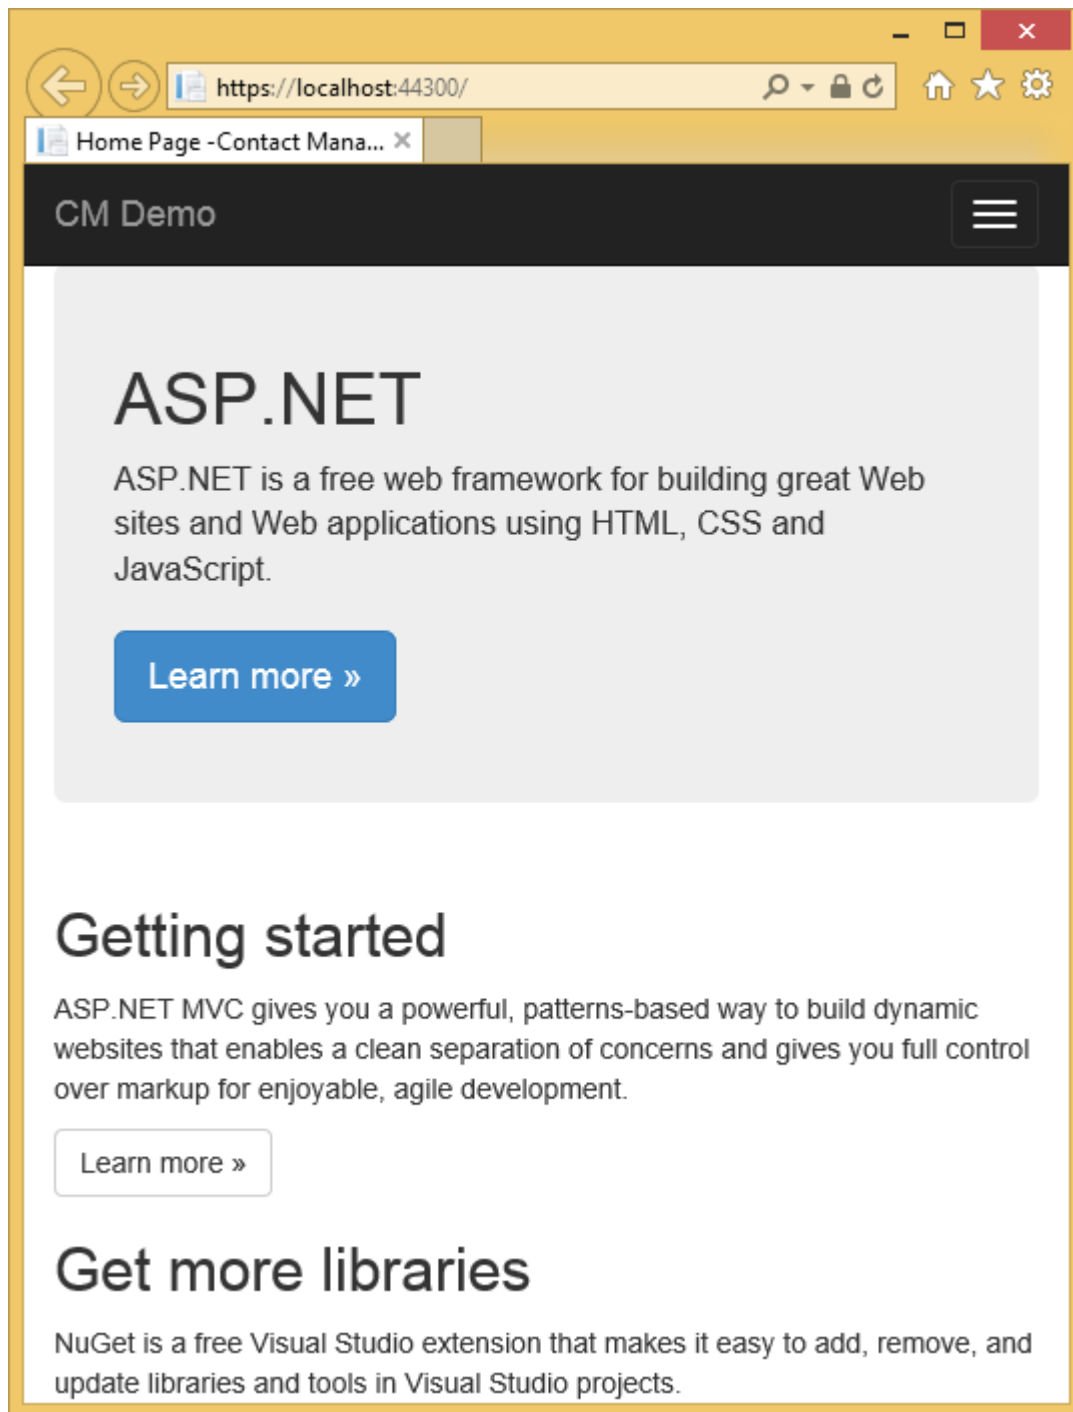 https://localhost:44300/
Home Page -Contact Mana...
CM Demo
ASP.NET
ASP.NET is a free web framework for building great Web
sites and Web applications using HTML, CSS and
JavaScript.
Learn more »
Getting started
ASP.NET MVC gives you a powerful, patterns-based way to build dynamic
websites that enables a clean separation of concerns and gives you full control
over markup for enjoyable, agile development.
Learn more »
Get more libraries
NuGet is a free Visual Studio extension that makes it easy to add, remove, and
update libraries and tools in Visual Studio projects.